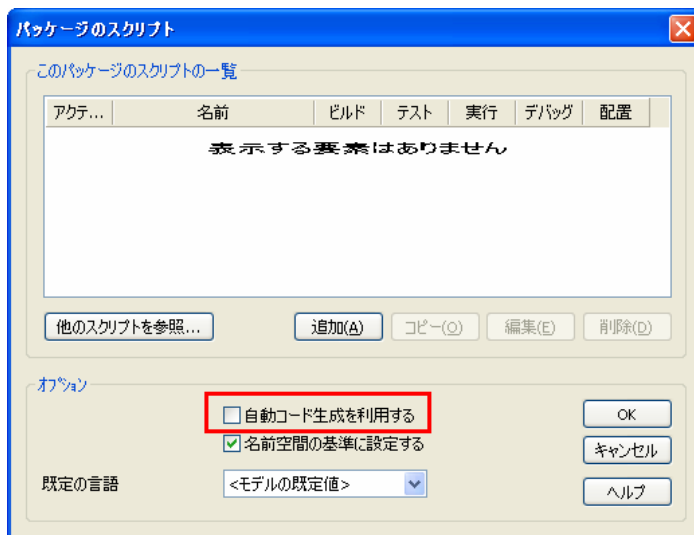 パッケージのスクリプト
このパッケージのスクリプトの一覧
アクテ... 名前 ビルド テスト 実行 デバッグ 配置
表示する要素はありません
他のスクリプトを参照... 追加(A) コピー(O) 編集(E) 削除(D)
オプション
自動コード生成を利用する OK
名前空間の基準に設定する キャンセル
既定の言語 <モデルの既定値> ヘルプ